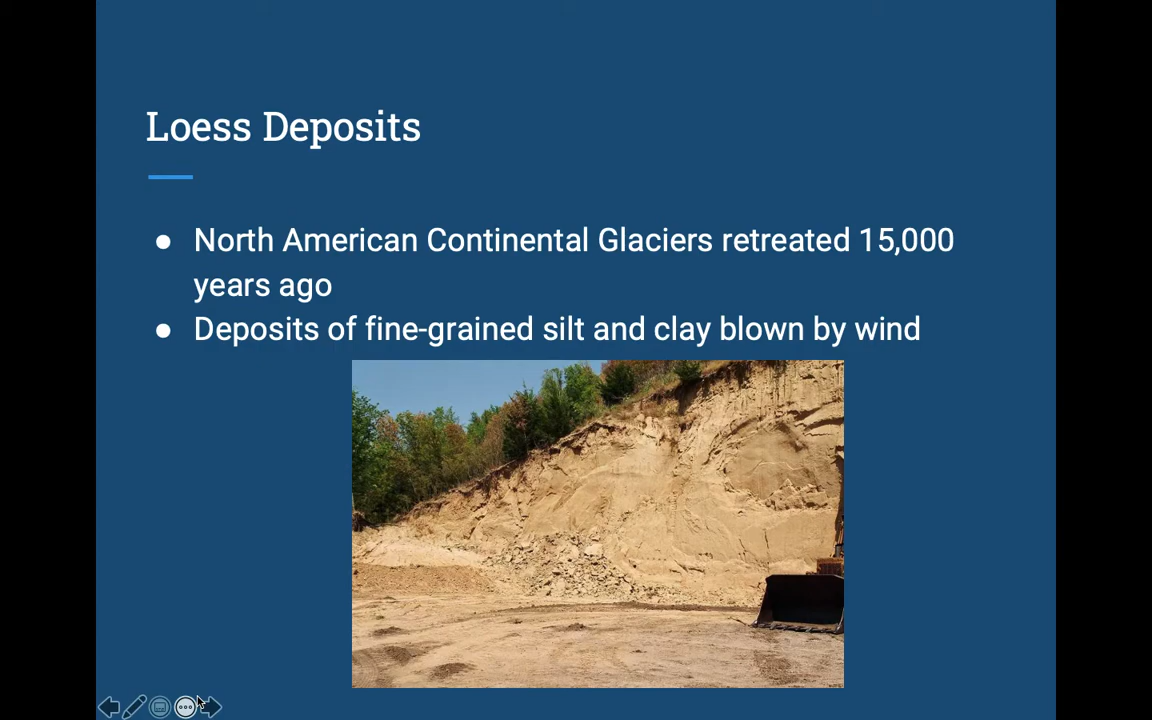 Loess Deposits
● North American Continental Glaciers retreated 15,000
years ago
● Deposits of fine-grained silt and clay blown by wind